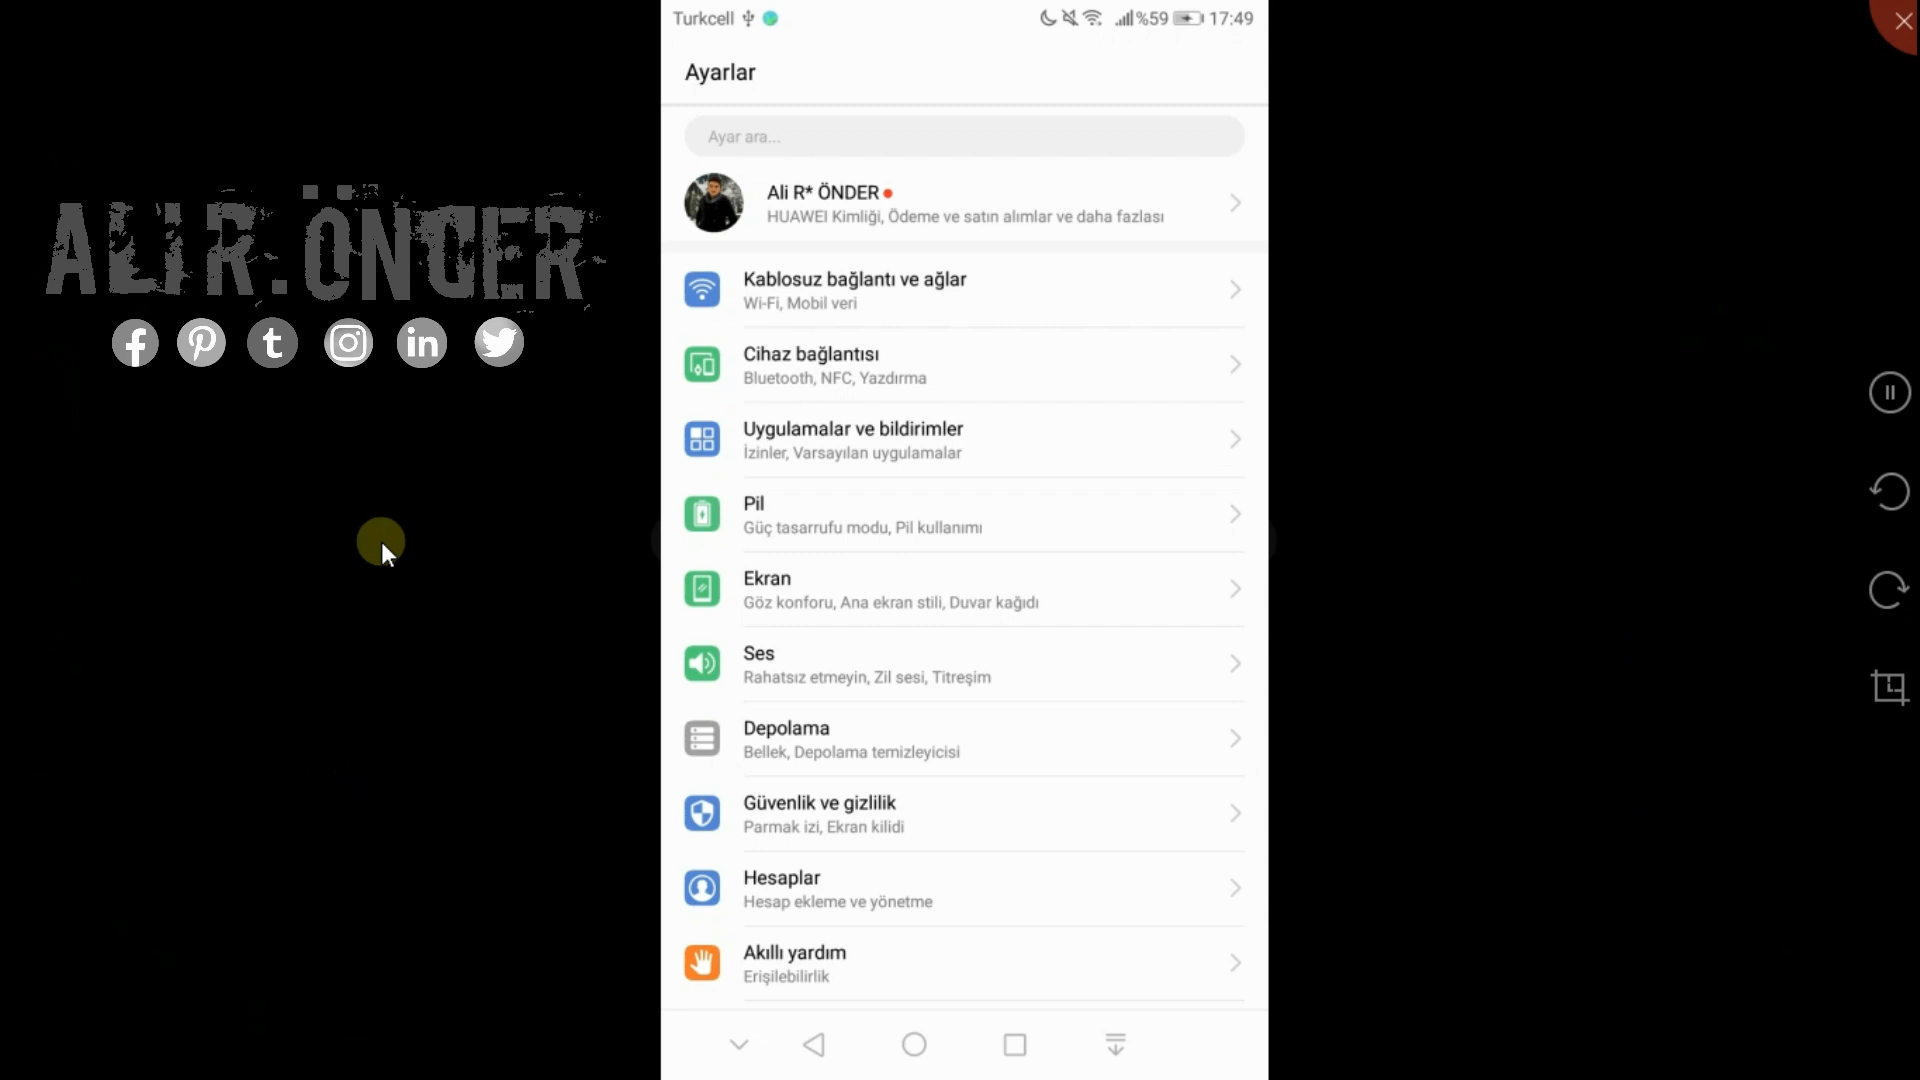 Turkcell %59 17:49
Ayarlar
Ayar ara...
Ali R* ÖNDER
HUAWEI Kimliği, Ödeme ve satın alımlar ve daha fazlası
ALI R.ÖNDER
Kablosuz bağlantı ve ağlar
Wi-Fi, Mobil veri
Cihaz bağlantısı
Bluetooth, NFC, Yazdırma
Uygulamalar ve bildirimler
İzinler, Varsayılan uygulamalar
Pil
Güç tasarrufu modu, Pil kullanımı
Ekran
Göz konforu, Ana ekran stili, Duvar kağıdı
Ses
Rahatsız etmeyin, Zil sesi, Titreşim
Depolama
Bellek, Depolama temizleyicisi
Güvenlik ve gizlilik
Parmak izi, Ekran kilidi
Hesaplar
Hesap ekleme ve yönetme
Akıllı yardım
Erişilebilirlik